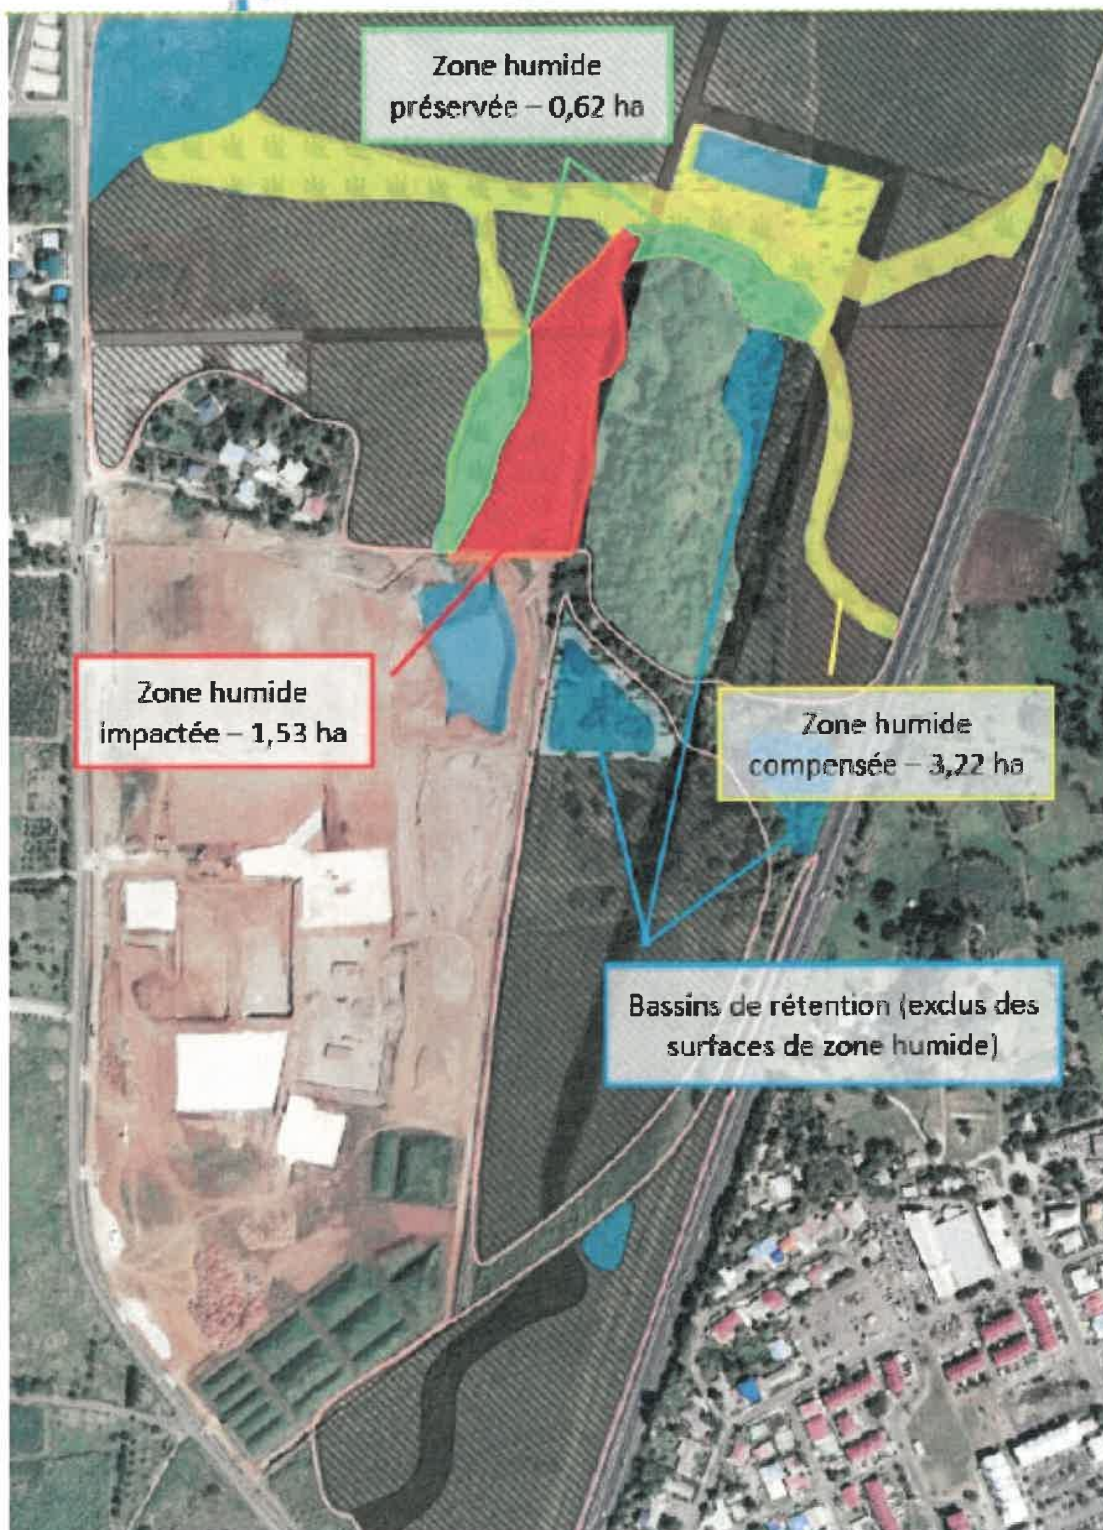 Zone humide
préservée – 0,62 ha
Zone humide
impactée – 1,53 ha
Zone humide
compensée – 3,22 ha
Bassins de rétention (exclus des
surfaces de zone humide)